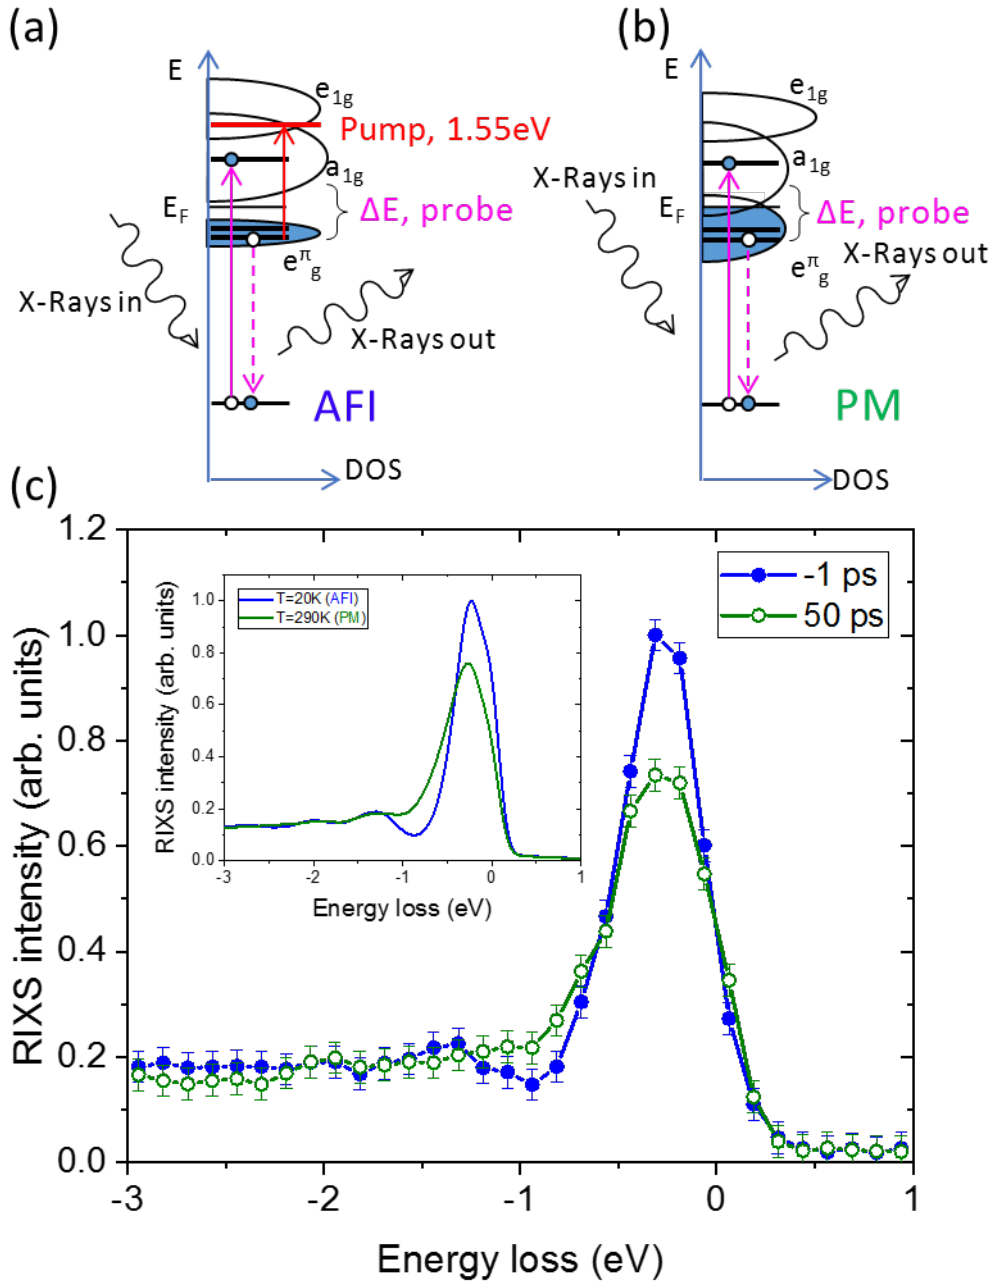 (a)
E
e1g
Pump, 1.55eV
a1g
EF
ΔE, probe
eπg
X-Rays in
X-Rays out
AFI
DOS
(b)
E
e1g
X-Rays in
a1g
EF
ΔE, probe
eπg
X-Rays out
PM
DOS
(c)
1.2
1.0
0.8
0.6
0.4
0.2
0.0
RIXS intensity (arb. units)
-1 ps
50 ps
T=20K (AFI)
T=290K (PM)
RIXS intensity (arb. units)
1.0
0.8
0.6
0.4
0.2
0.0
-3 -2 -1 0 1
Energy loss (eV)
-3 -2 -1 0 1
Energy loss (eV)